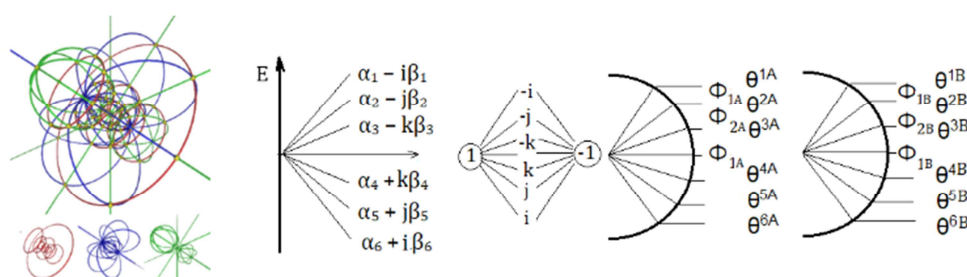 E
α₁ – iβ₁
α₂ – jβ₂
α₃ – kβ₃
α₄ + kβ₄
α₅ + jβ₅
α₆ + i.β₆
1
-i
-j
-k
k
j
i
-1
θ¹ᴬ
Φ₁ₐ θ²ᴬ
Φ₂ₐ θ³ᴬ
Φ₁ₐ
θ⁴ᴬ
θ⁵ᴬ
θ⁶ᴬ
θ¹ᴮ
Φ₁B θ²ᴮ
Φ₂B θ³ᴮ
Φ₁B
θ⁴ᴮ
θ⁵ᴮ
θ⁶ᴮ